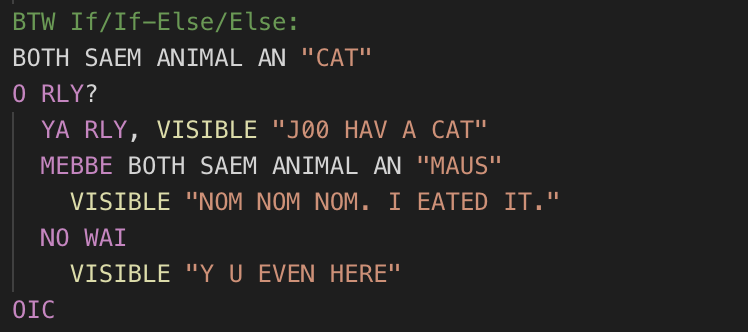 BTW If/If-Else/Else:
BOTH SAEM ANIMAL AN "CAT"
O RLY?
YA RLY, VISIBLE "J00 HAV A CAT"
MEBBE BOTH SAEM ANIMAL AN "MAUS"
VISIBLE "NOM NOM NOM. I EATED IT."
NO WAI
VISIBLE "Y U EVEN HERE"
OIC